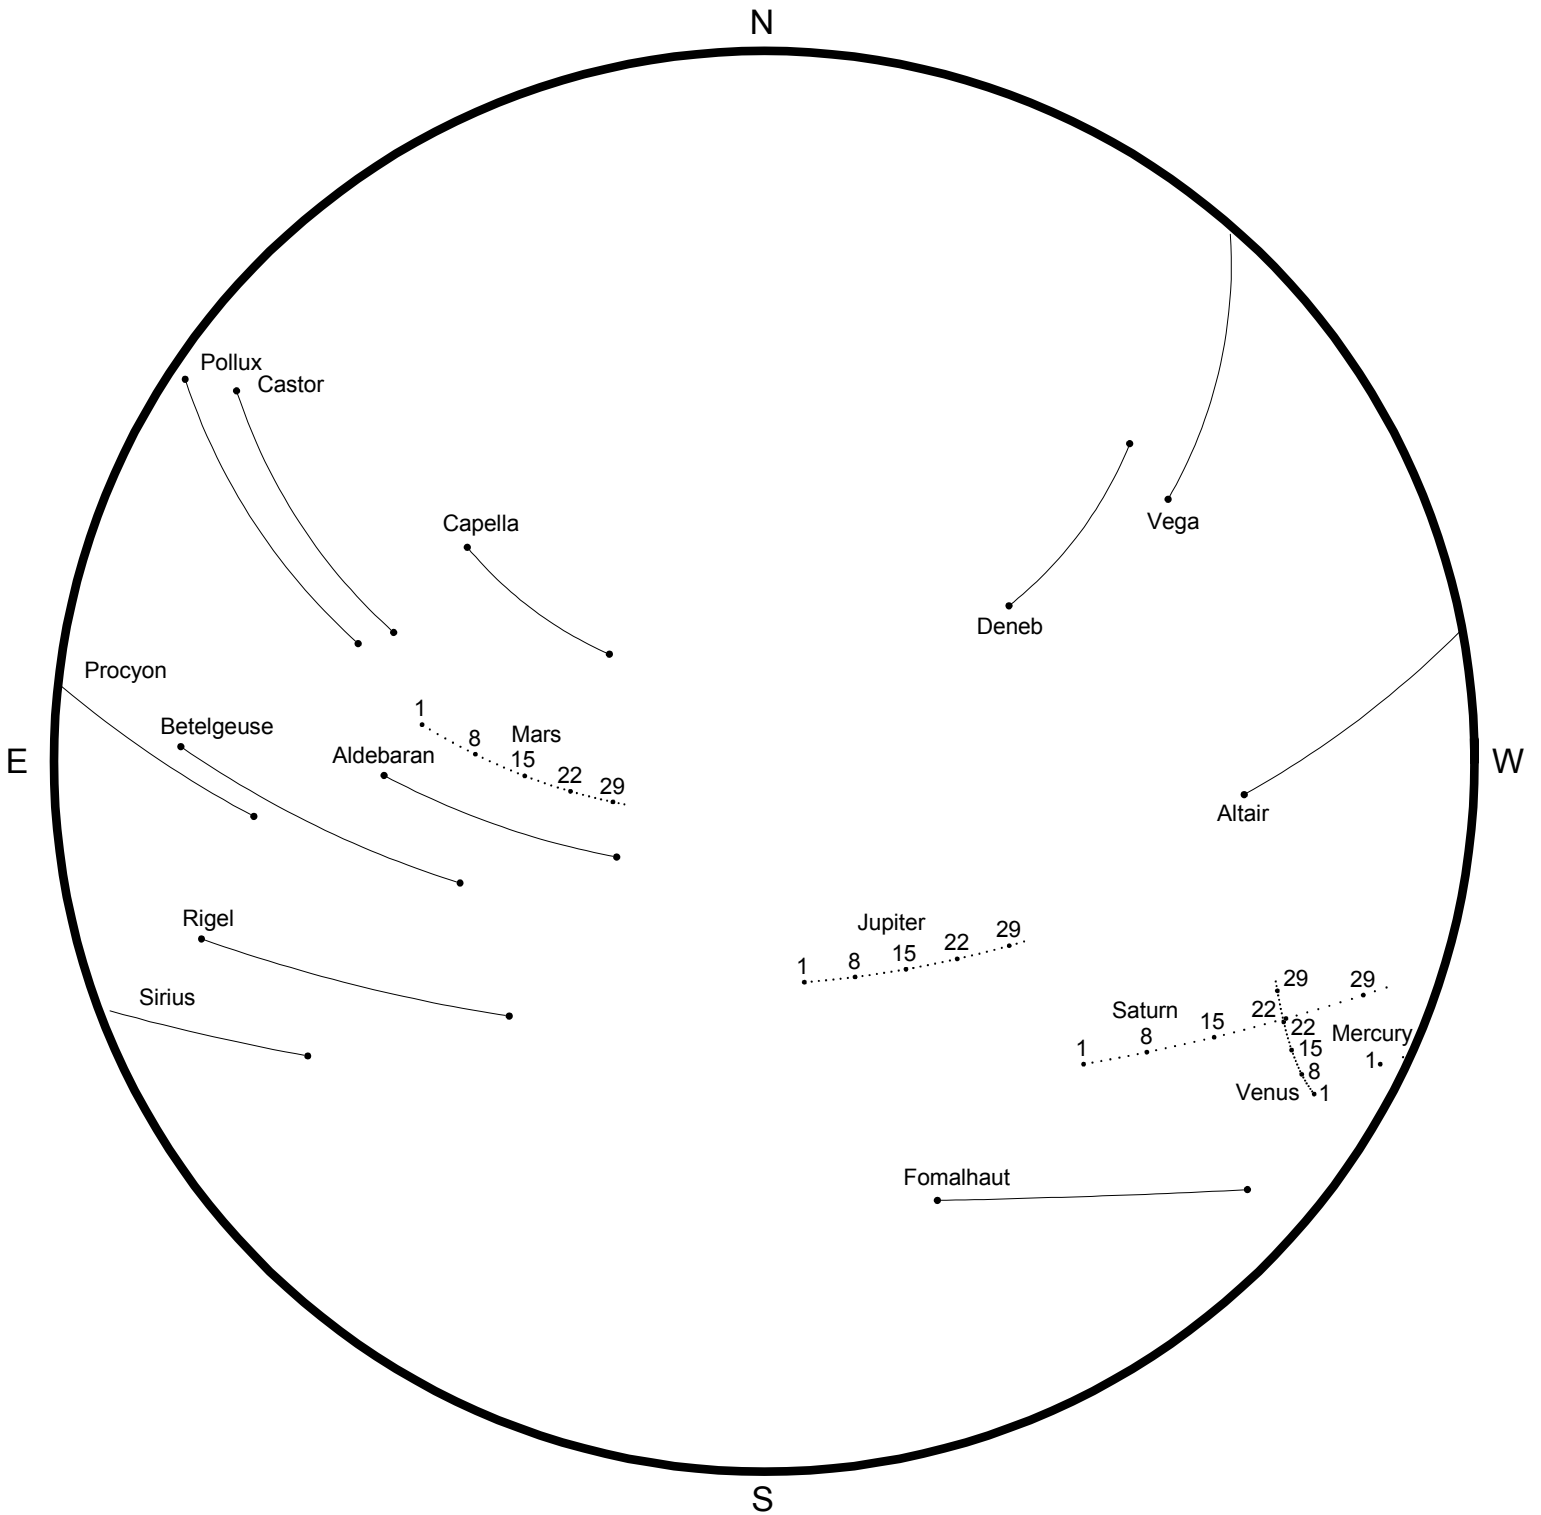 N
Pollux
Castor
Capella
Vega
Deneb
Procyon
1
Betelgeuse
8
Mars
Aldebaran
15
22
29
E
W
Altair
Rigel
Jupiter
1
8
15
22
29
Sirius
Saturn
1
8
15
22
29
29
22
15
8
1
Venus
Mercury
1
Fomalhaut
S